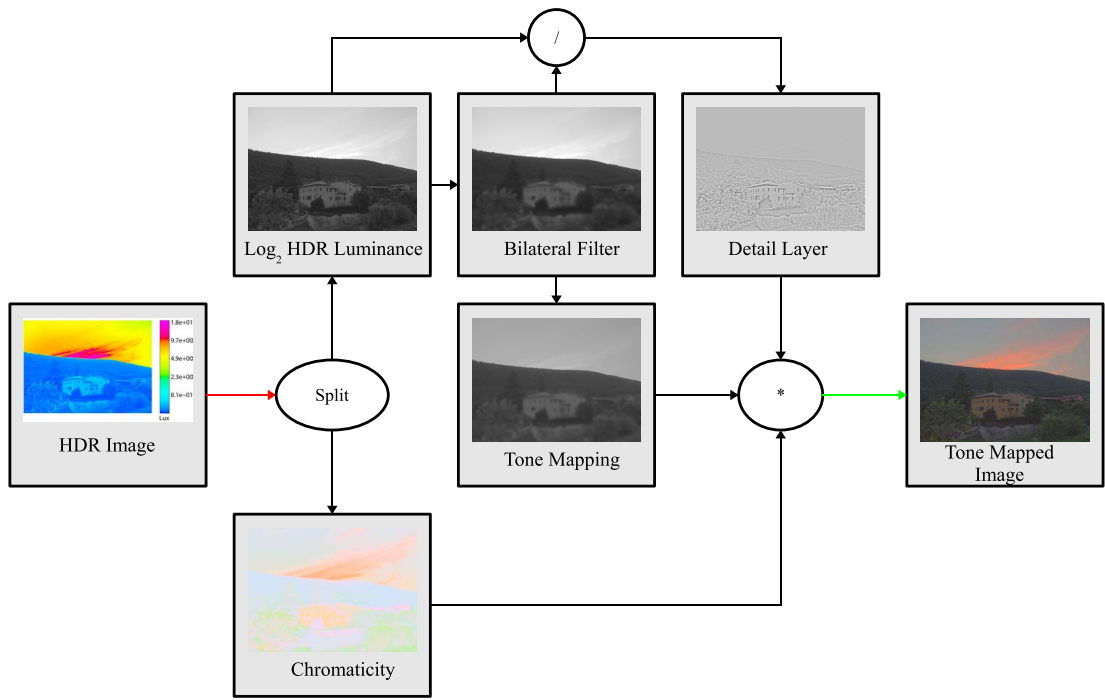 /
Log₂ HDR Luminance
Bilateral Filter
Detail Layer
1.8e+01
9.7e+00
4.9e+00
2.3e+00
8.1e−01
Lux
HDR Image
Split
Tone Mapping
*
Tone Mapped
Image
Chromaticity